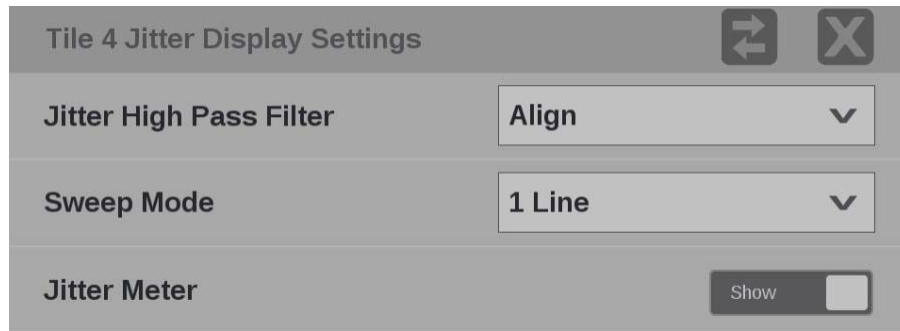 Tile 4 Jitter Display Settings
Jitter High Pass Filter Align
Sweep Mode 1 Line
Jitter Meter Show